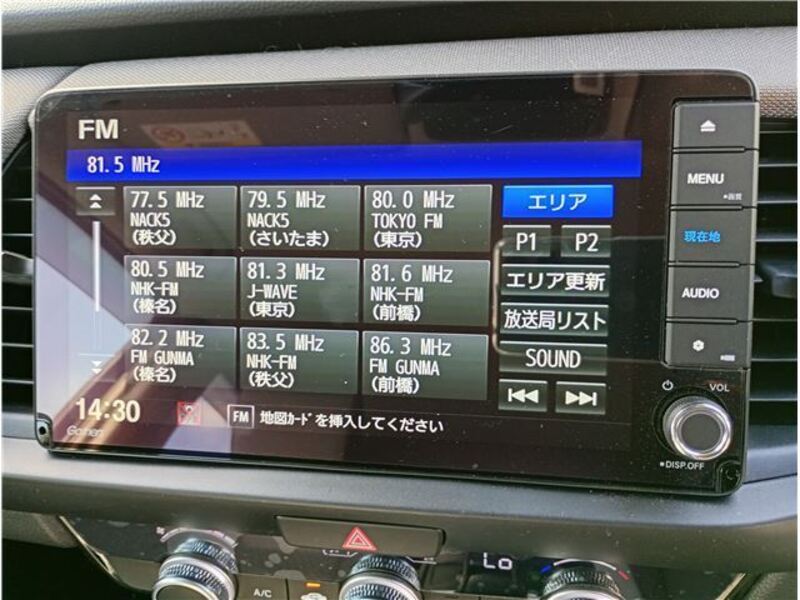 FM
81.5 MHz
77.5 MHz
NACK5
(秩父)
79.5 MHz
NACK5
(さいたま)
80.0 MHz
TOKYO FM
(東京)
80.5 MHz
NHK-FM
(榛名)
81.3 MHz
J-WAVE
(東京)
81.6 MHz
NHK-FM
(前橋)
82.2 MHz
FM GUNMA
(榛名)
83.5 MHz
NHK-FM
(秩父)
86.3 MHz
FM GUNMA
(前橋)
エリア
P1 P2
エリア更新
放送局リスト
SOUND
14:30
FM 地図ｶｰﾄﾞを挿入してください
Gathers
MENU
画質
現在地
AUDIO
VOL
DISP.OFF
Lo
A/C